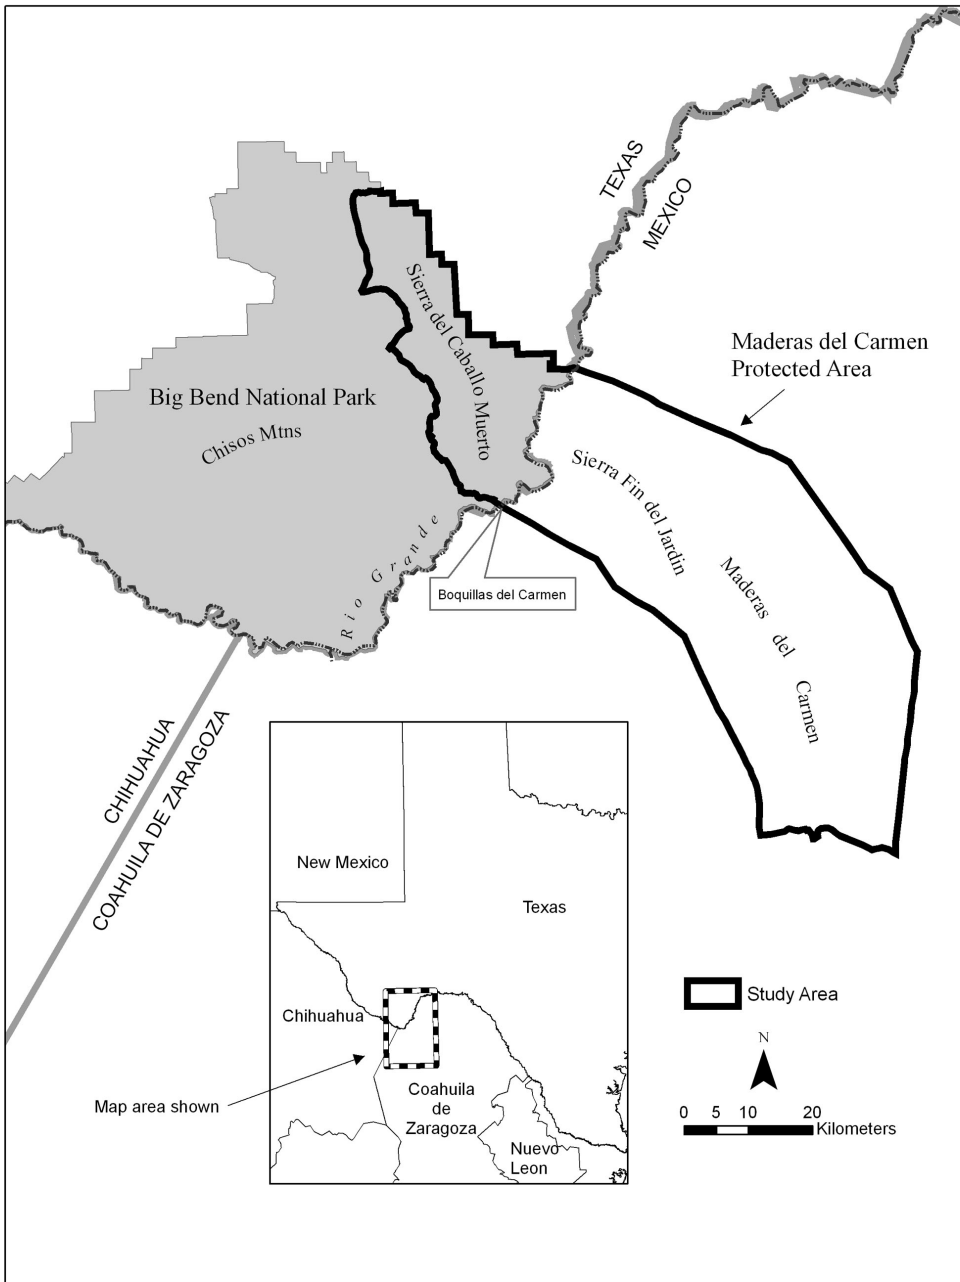 TEXAS
MEXICO
Sierra del Caballo Muerto
Maderas del Carmen
Protected Area
Big Bend National Park
Chisos Mtns
Sierra Fin del Jardin
Rio Grande
Maderas del Carmen
Boquillas del Carmen
CHIHUAHUA
COAHUILA DE ZARAGOZA
New Mexico
Texas
Chihuahua
Map area shown
Coahuila
de
Zaragoza
Nuevo
Leon
Study Area
N
0 5 10 20
Kilometers